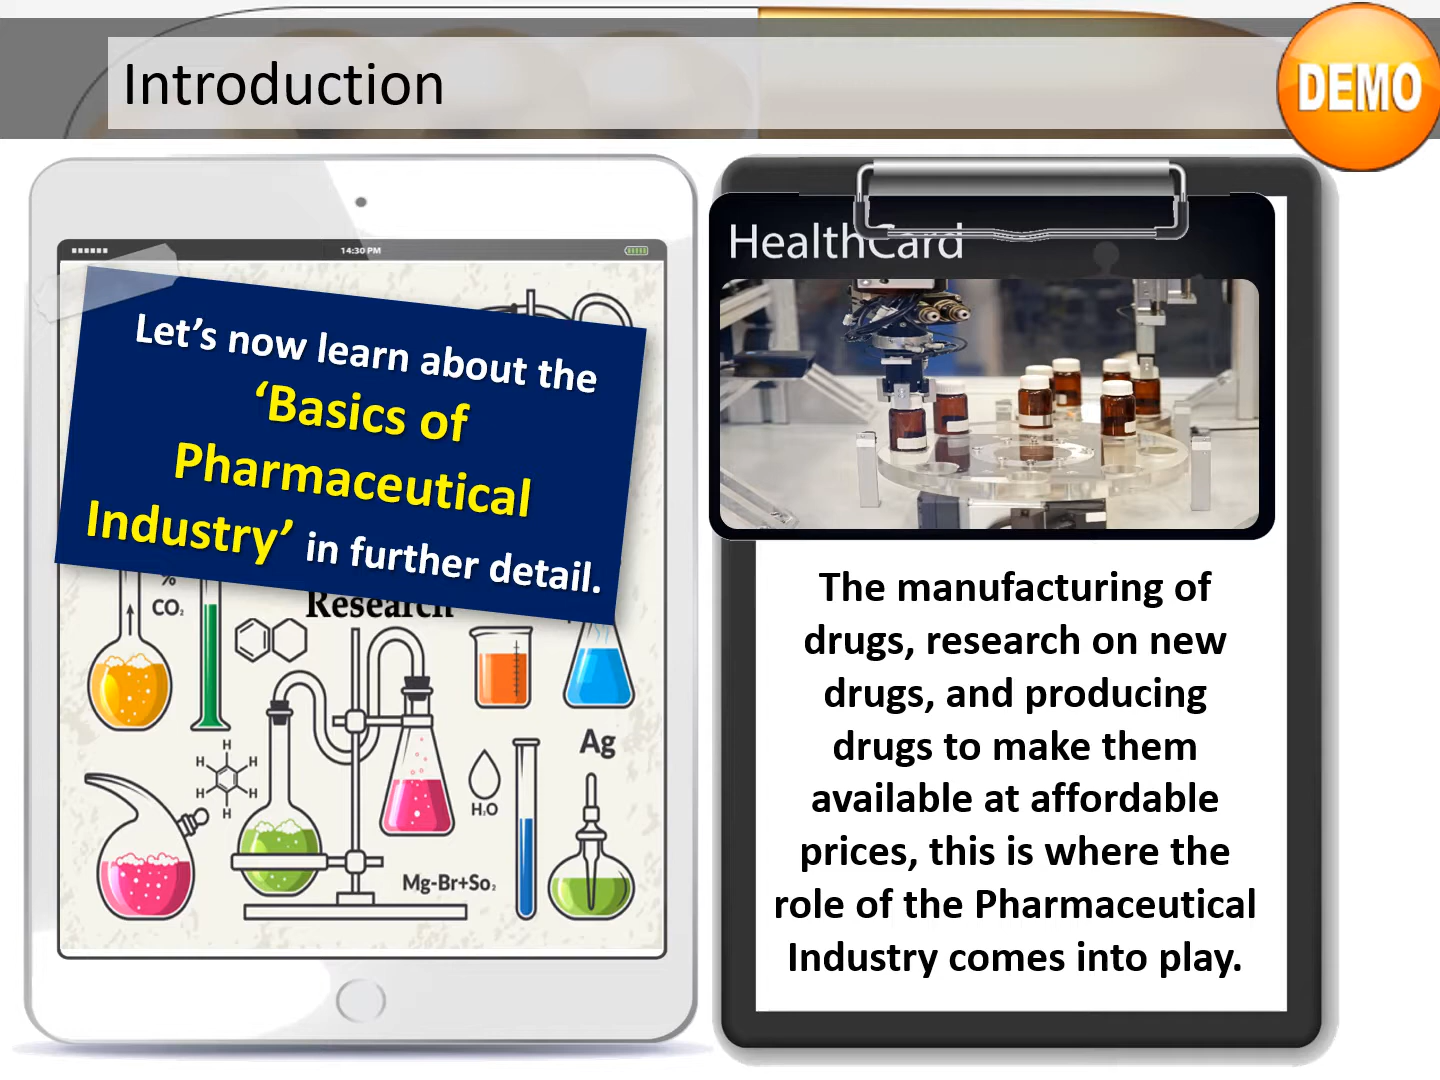 Introduction
DEMO
14:30 PM
Let’s now learn about the
‘Basics of
Pharmaceutical
Industry’ in further detail.
%
CO₂
Research
H
H
H
H
H
H
H₂O
Ag
Mg-Br+So₂
HealthCard
The manufacturing of
drugs, research on new
drugs, and producing
drugs to make them
available at affordable
prices, this is where the
role of the Pharmaceutical
Industry comes into play.